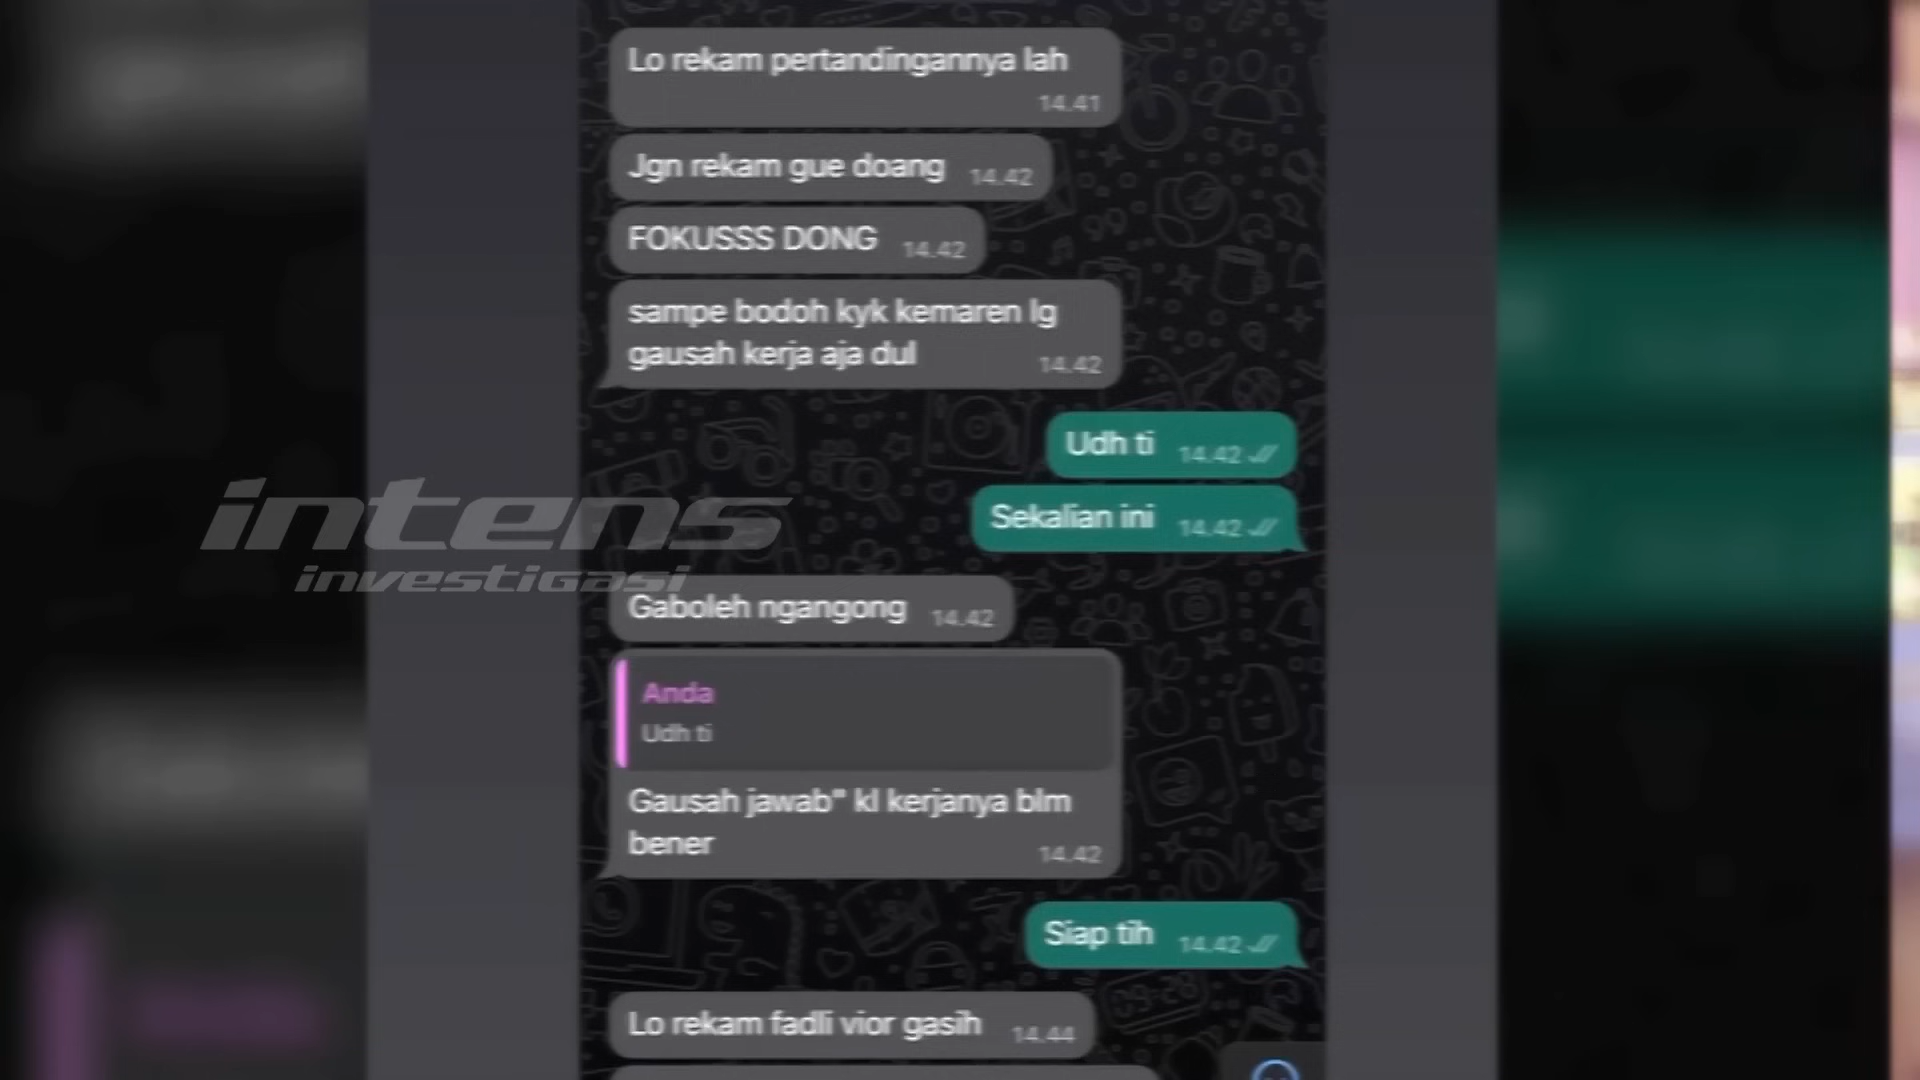 Lo rekam pertandingannya lah
14.41
Jgn rekam gue doang 14.42
FOKUSSS DONG 14.42
sampe bodoh kyk kemaren lg
gausah kerja aja dul 14.42
Udh ti 14.42
Sekalian ini 14.42
intens
investigasi
Gaboleh ngangong 14.42
Anda
Udh ti
Gausah jawab" kl kerjanya blm
bener 14.42
Siap tih 14.42
Lo rekam fadli vior gasih 14.44